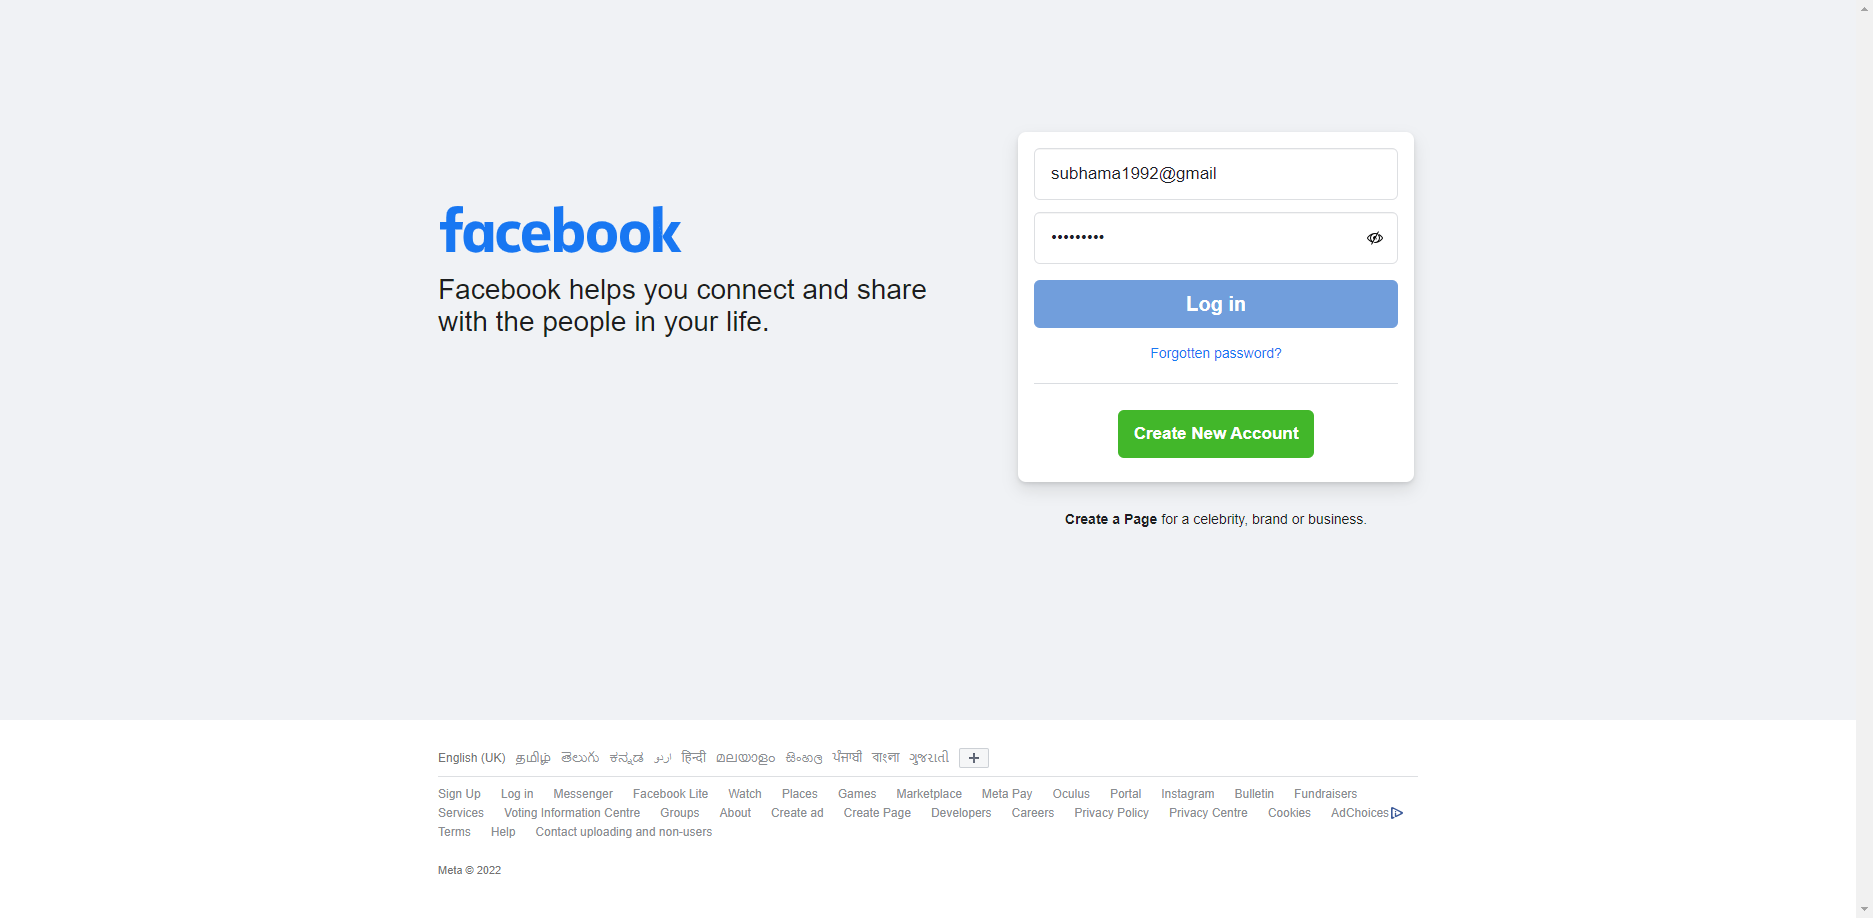 facebook
Facebook helps you connect and share
with the people in your life.
subhama1992@gmail
•••••••••
Log in
Forgotten password?
Create New Account
Create a Page for a celebrity, brand or business.
English (UK) தமிழ் తెలుగు ಕನ್ನಡ اردو हिन्दी മലയാളം සිංහල ਪੰਜਾਬੀ বাংলা ગુજરાતી +
Sign Up Log in Messenger Facebook Lite Watch Places Games Marketplace Meta Pay Oculus Portal Instagram Bulletin Fundraisers
Services Voting Information Centre Groups About Create ad Create Page Developers Careers Privacy Policy Privacy Centre Cookies AdChoices
Terms Help Contact uploading and non-users
Meta © 2022